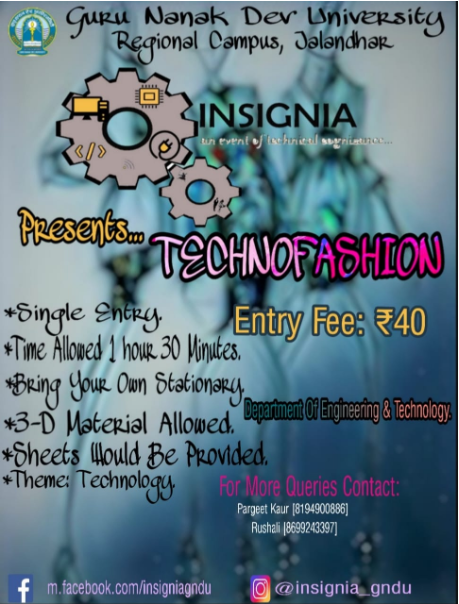 Guru Nanak Dev University
Regional Campus, Jalandhar
INSIGNIA
an event of technical cognizance...
Presents...
TECHNOFASHION
*Single Entry.
Entry Fee: ₹40
*Time Allowed 1 hour 30 Minutes.
*Bring Your Own Stationary.
Department Of Engineering & Technology.
*3-D Material Allowed.
*Sheets Would Be Provided.
*Theme: Technology.
For More Queries Contact:
Pargeet Kaur [8194900886]
Rushali [8699243397]
m.facebook.com/insigniagndu
@insignia_gndu